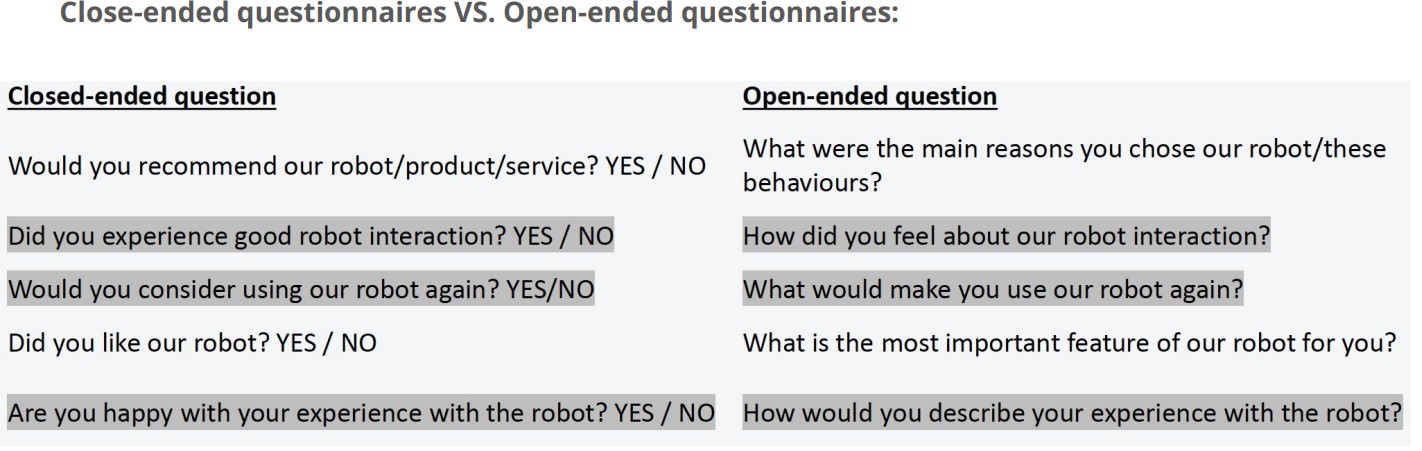 Close-ended questionnaires VS. Open-ended questionnaires:
Closed-ended question
Open-ended question
Would you recommend our robot/product/service? YES / NO
What were the main reasons you chose our robot/these
behaviours?
Did you experience good robot interaction? YES / NO
How did you feel about our robot interaction?
Would you consider using our robot again? YES/NO
What would make you use our robot again?
Did you like our robot? YES / NO
What is the most important feature of our robot for you?
Are you happy with your experience with the robot? YES / NO
How would you describe your experience with the robot?